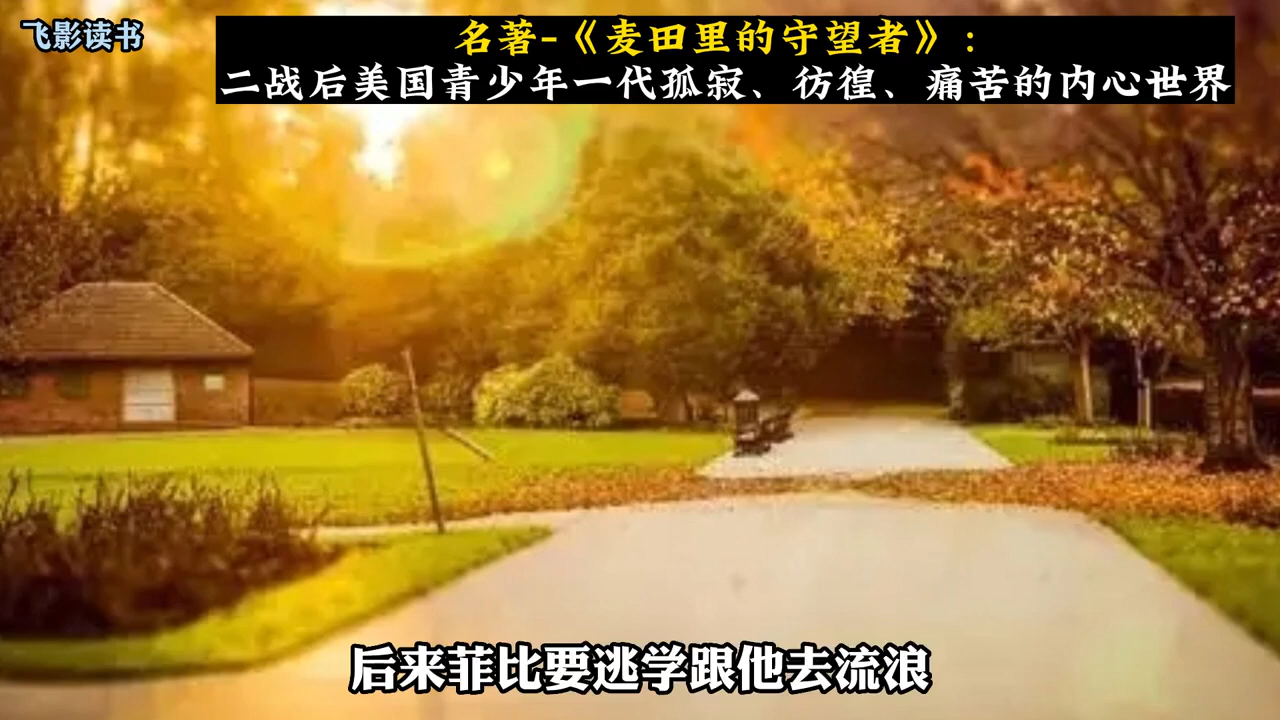 飞影读书
名著-《麦田里的守望者》:
二战后美国青少年一代孤寂、彷徨、痛苦的内心世界
后来菲比要逃学跟他去流浪